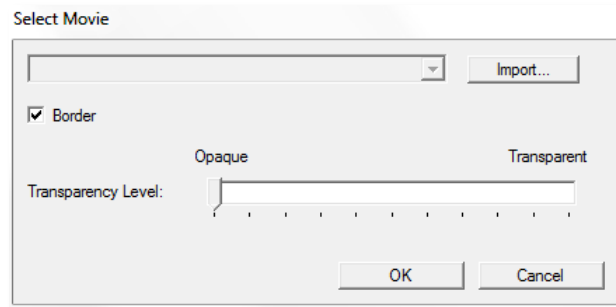 Select Movie
Import...
Border
Opaque Transparent
Transparency Level:
OK Cancel